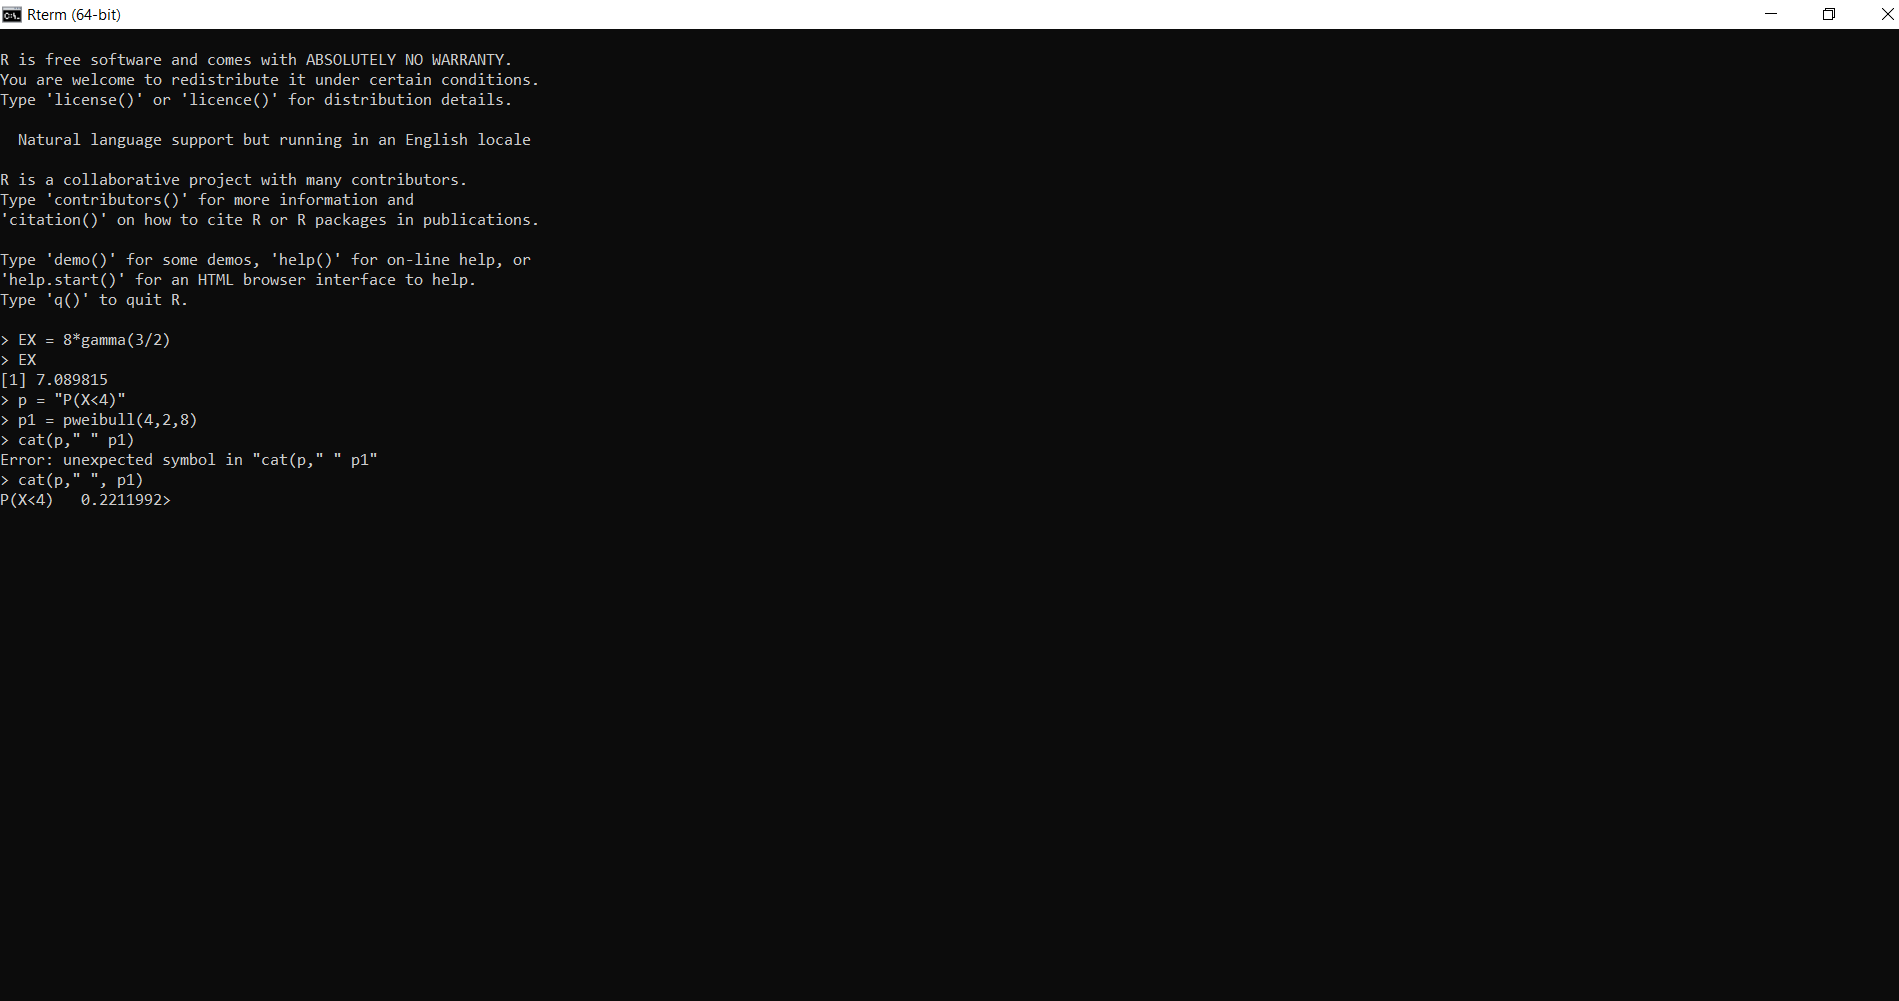 Rterm (64-bit)
R is free software and comes with ABSOLUTELY NO WARRANTY.
You are welcome to redistribute it under certain conditions.
Type 'license()' or 'licence()' for distribution details.
Natural language support but running in an English locale
R is a collaborative project with many contributors.
Type 'contributors()' for more information and
'citation()' on how to cite R or R packages in publications.
Type 'demo()' for some demos, 'help()' for on-line help, or
'help.start()' for an HTML browser interface to help.
Type 'q()' to quit R.
> EX = 8*gamma(3/2)
> EX
[1] 7.089815
> p = "P(X<4)"
> p1 = pweibull(4,2,8)
> cat(p," " p1)
Error: unexpected symbol in "cat(p," " p1"
> cat(p," ", p1)
P(X<4)   0.2211992>